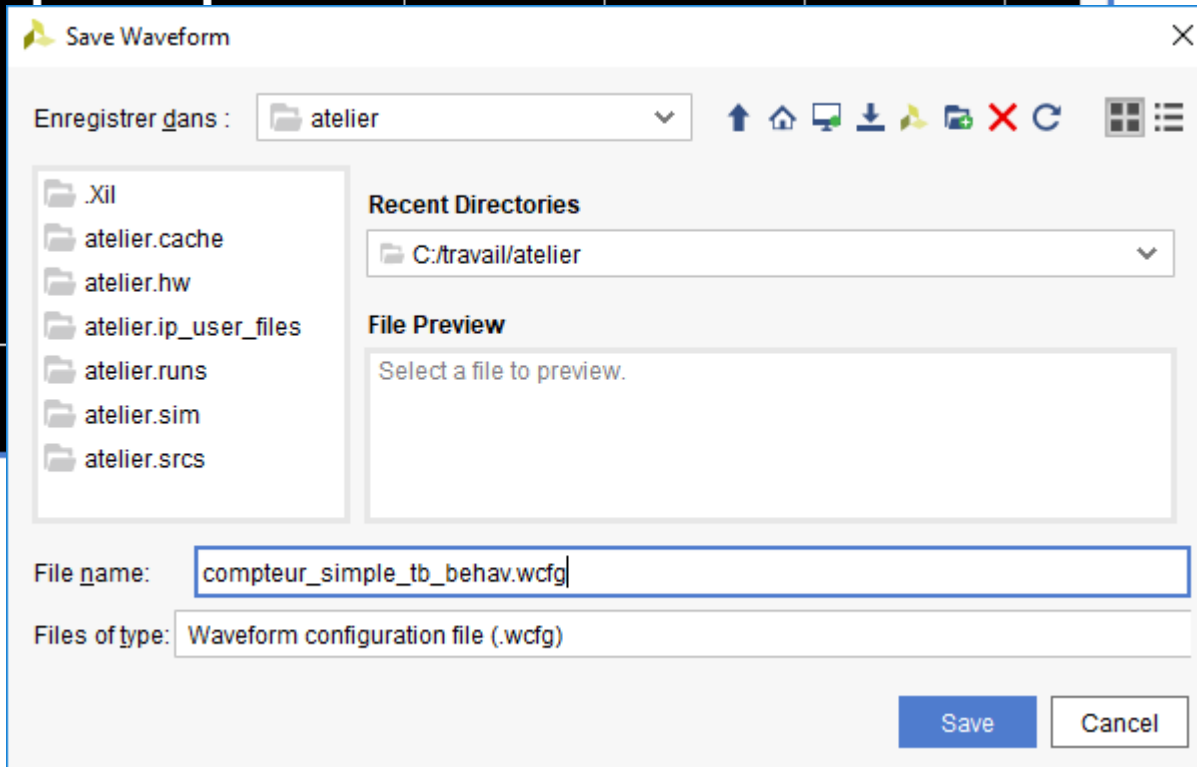 Save Waveform
Enregistrer dans :
atelier
.Xil
atelier.cache
atelier.hw
atelier.ip_user_files
atelier.runs
atelier.sim
atelier.srcs
Recent Directories
C:/travail/atelier
File Preview
Select a file to preview.
File name:
compteur_simple_tb_behav.wcfg
Files of type:
Waveform configuration file (.wcfg)
Save
Cancel